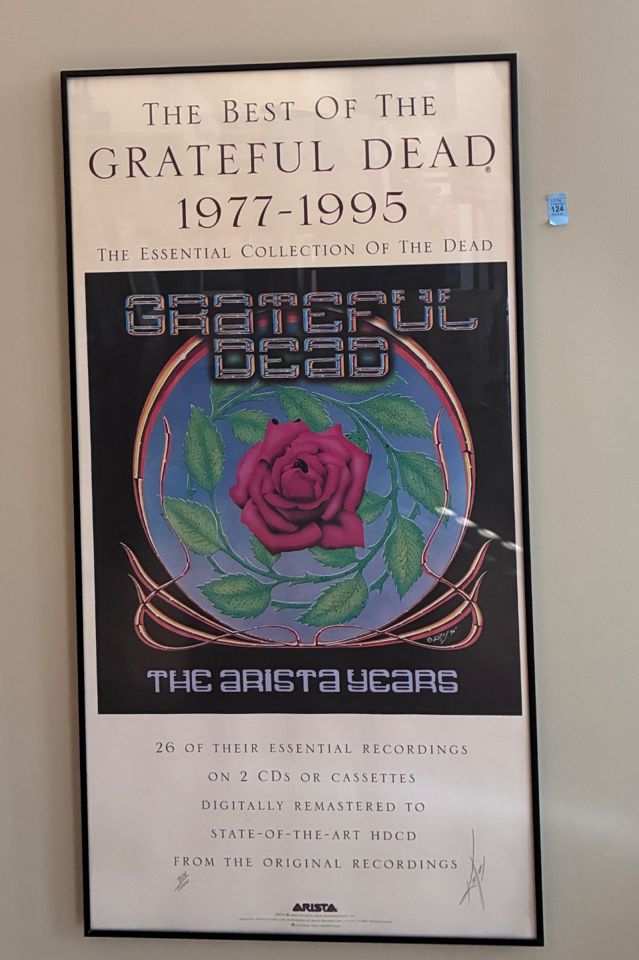 THE BEST OF THE
GRATEFUL DEAD®
1977-1995
THE ESSENTIAL COLLECTION OF THE DEAD
GRATEFUL
DEAD
THE ARISTA YEARS
26 OF THEIR ESSENTIAL RECORDINGS
ON 2 CDS OR CASSETTES
DIGITALLY REMASTERED TO
STATE-OF-THE-ART HDCD
FROM THE ORIGINAL RECORDINGS
ARISTA
124